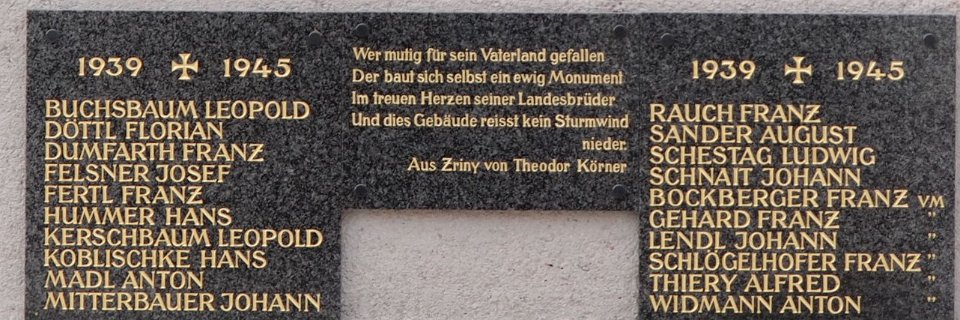 1939 1945
BUCHSBAUM LEOPOLD
DÖTTL FLORIAN
DUMFARTH FRANZ
FELSNER JOSEF
FERTL FRANZ
HUMMER HANS
KERSCHBAUM LEOPOLD
KOBLISCHKE HANS
MADL ANTON
MITTERBAUER JOHANN
Wer mutig für sein Vaterland gefallen
Der baut sich selbst ein ewig Monument
Im treuen Herzen seiner Landesbrüder
Und dies Gebäude reisst kein Sturmwind
nieder.
Aus Zriny von Theodor Körner
1939 1945
RAUCH FRANZ
SANDER AUGUST
SCHESTAG LUDWIG
SCHNAIT JOHANN
BOCKBERGER FRANZ VM
GEHARD FRANZ "
LENDL JOHANN "
SCHLÖGELHOFER FRANZ "
THIERY ALFRED "
WIDMANN ANTON "